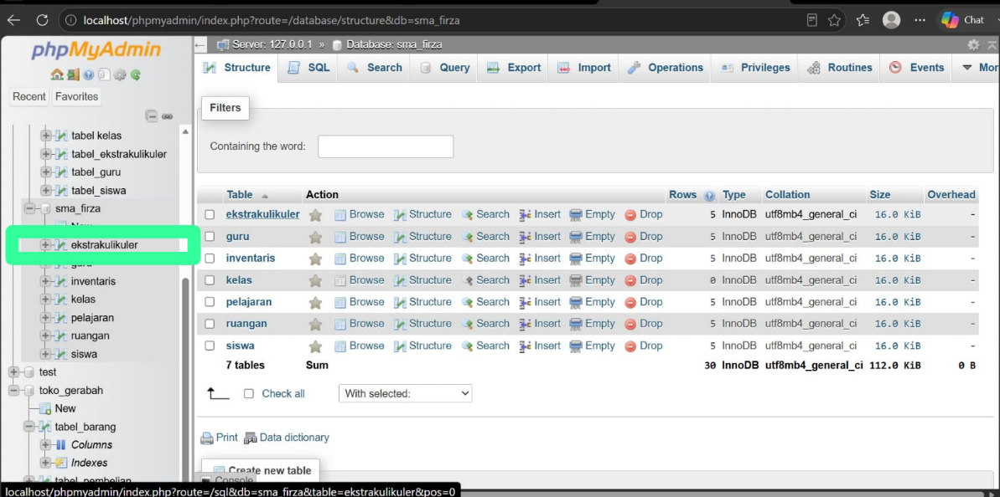 localhost/phpmyadmin/index.php?route=/database/structure&db=sma_firza
Chat
phpMyAdmin
Recent Favorites
tabel kelas
tabel_ekstrakulikuler
tabel_guru
tabel_siswa
sma_firza
New
ekstrakulikuler
guru
inventaris
kelas
pelajaran
ruangan
siswa
test
toko_gerabah
New
tabel_barang
Columns
Indexes
tabel_pembelian
Server: 127.0.0.1 » Database: sma_firza
Structure SQL Search Query Export Import Operations Privileges Routines Events Mor
Filters
Containing the word:
Table Action Rows Type Collation Size Overhead
ekstrakulikuler Browse Structure Search Insert Empty Drop 5 InnoDB utf8mb4_general_ci 16.0 KiB -
guru Browse Structure Search Insert Empty Drop 5 InnoDB utf8mb4_general_ci 16.0 KiB -
inventaris Browse Structure Search Insert Empty Drop 5 InnoDB utf8mb4_general_ci 16.0 KiB -
kelas Browse Structure Search Insert Empty Drop 0 InnoDB utf8mb4_general_ci 16.0 KiB -
pelajaran Browse Structure Search Insert Empty Drop 5 InnoDB utf8mb4_general_ci 16.0 KiB -
ruangan Browse Structure Search Insert Empty Drop 5 InnoDB utf8mb4_general_ci 16.0 KiB -
siswa Browse Structure Search Insert Empty Drop 5 InnoDB utf8mb4_general_ci 16.0 KiB -
7 tables Sum 30 InnoDB utf8mb4_general_ci 112.0 KiB 0 B
Check all With selected:
Print Data dictionary
Create new table
Console
localhost/phpmyadmin/index.php?route=/sql&db=sma_firza&table=ekstrakulikuler&pos=0